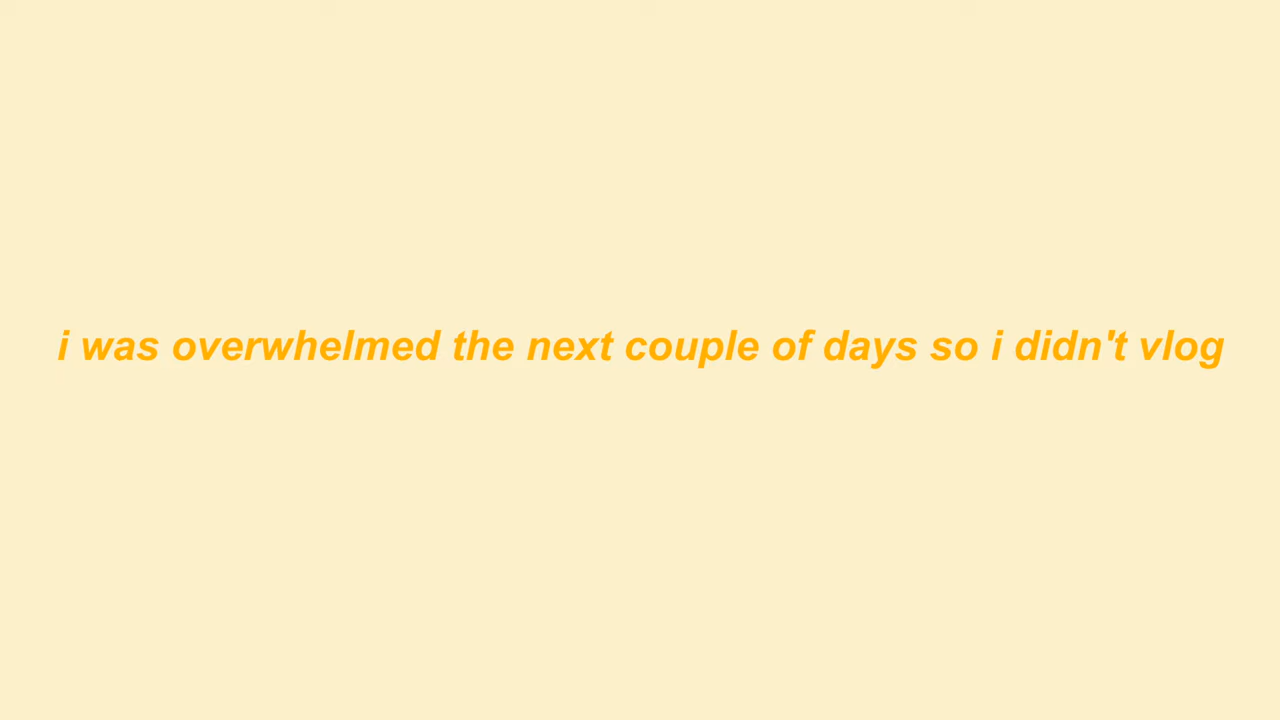 i was overwhelmed the next couple of days so i didn't vlog